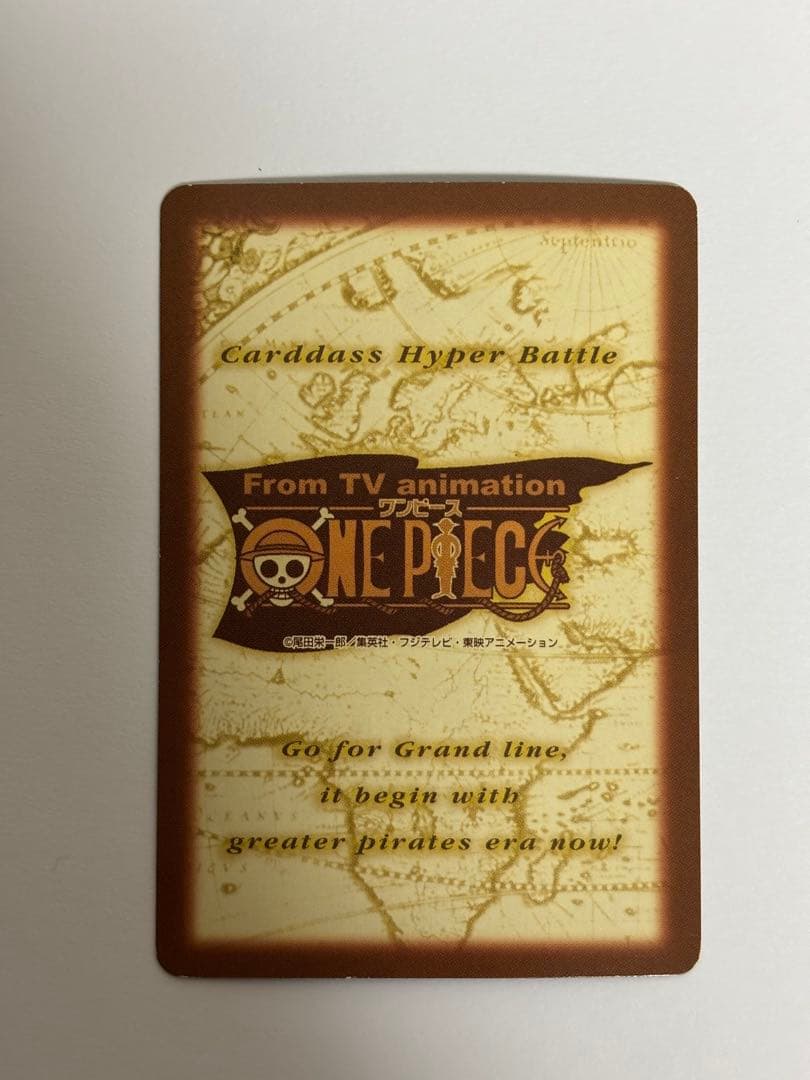 Septentrio
Carddass Hyper Battle
From TV animation
ワンピース
ONE PIECE
©尾田栄一郎／集英社・フジテレビ・東映アニメーション
Go for Grand line,
it begin with
greater pirates era now!